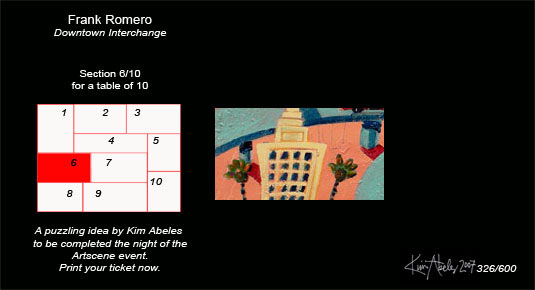 Frank Romero
Downtown Interchange
Section 6/10
for a table of 10
1 2 3
4 5
6 7
10
8 9
A puzzling idea by Kim Abeles
to be completed the night of the
Artscene event.
Print your ticket now.
Kim Abeles 2007 326/600